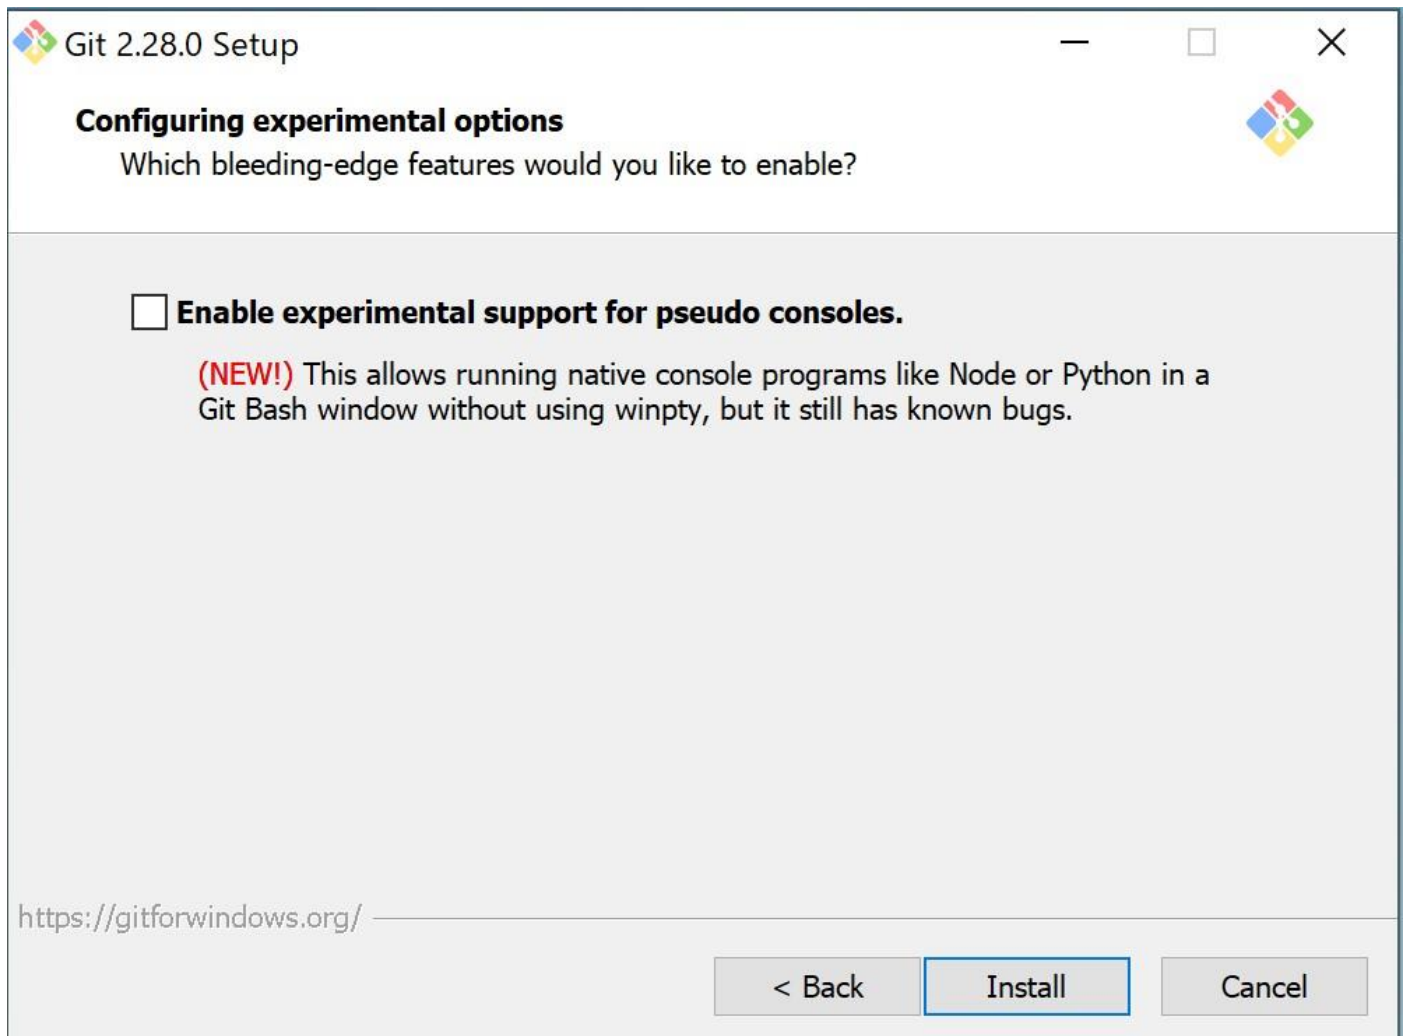 Git 2.28.0 Setup
Configuring experimental options
Which bleeding-edge features would you like to enable?
Enable experimental support for pseudo consoles.
(NEW!) This allows running native console programs like Node or Python in a
Git Bash window without using winpty, but it still has known bugs.
https://gitforwindows.org/
< Back
Install
Cancel